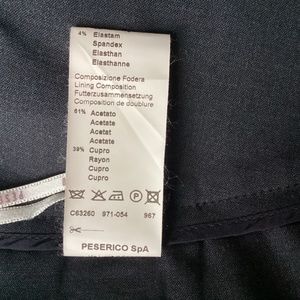 4% Elastam
Spandex
Elasthan
Elasthanne
Composizione Fodera
Lining Composition
Futterzusammensetzung
Composition de doublure
61% Acetato
Acetate
Acetat
Acetate
39% Cupro
Rayon
Cupro
Cupro
C63260 971-054 967
PESERICO SpA